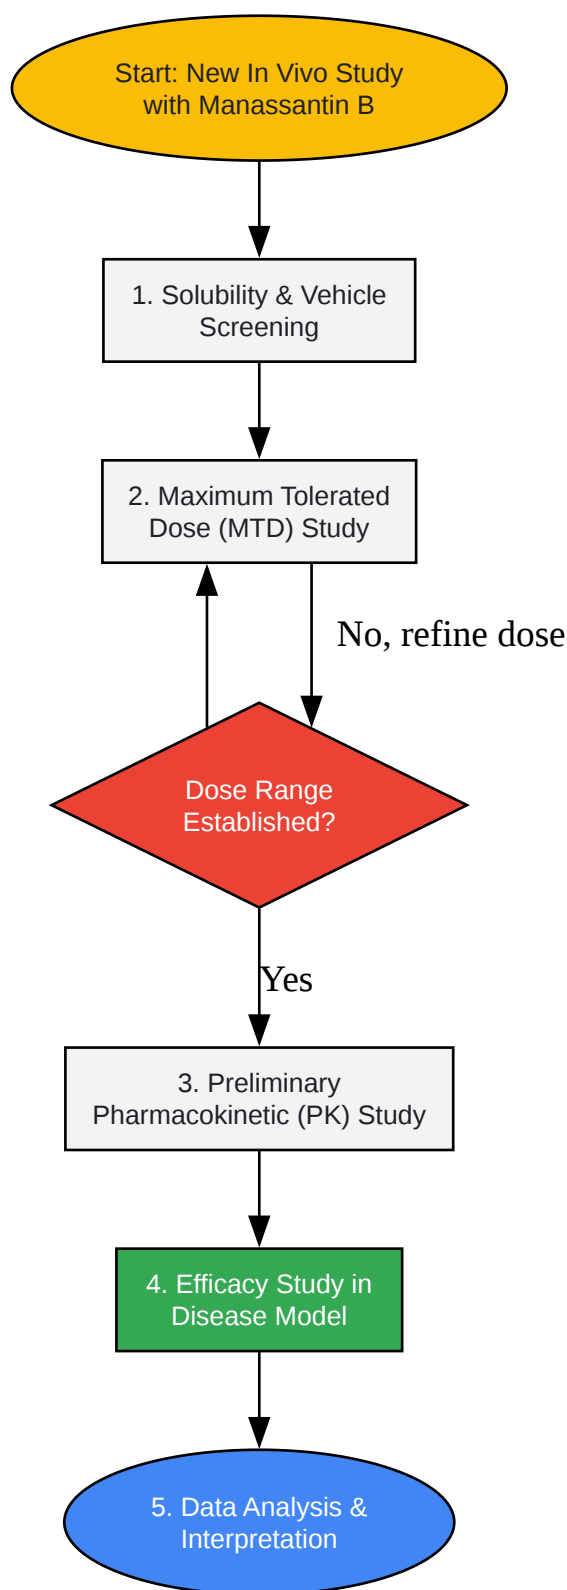 Start: New In Vivo Study
with Manassantin B
1. Solubility & Vehicle
Screening
2. Maximum Tolerated
Dose (MTD) Study
No, refine dose
Dose Range
Established?
Yes
3. Preliminary
Pharmacokinetic (PK) Study
4. Efficacy Study in
Disease Model
5. Data Analysis &
Interpretation